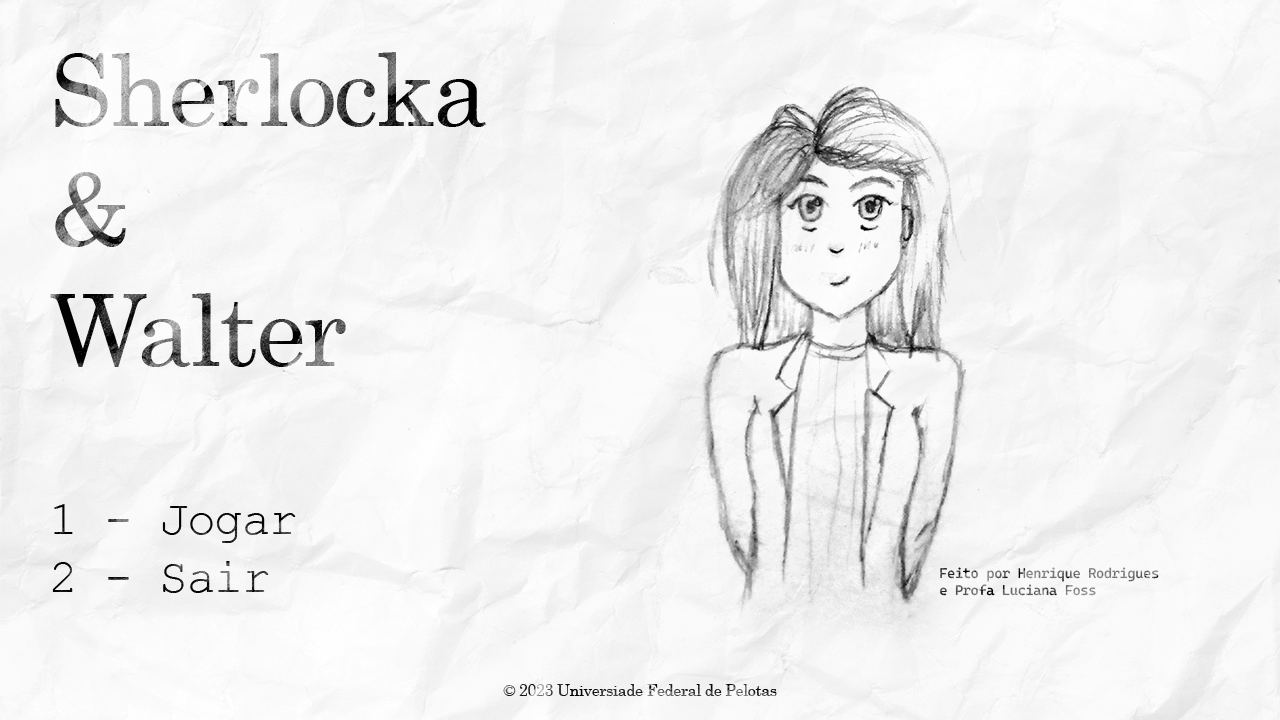 Sherlocka
&
Walter
1 - Jogar
2 - Sair
Feito por Henrique Rodrigues
e Profa Luciana Foss
© 2023 Universiade Federal de Pelotas